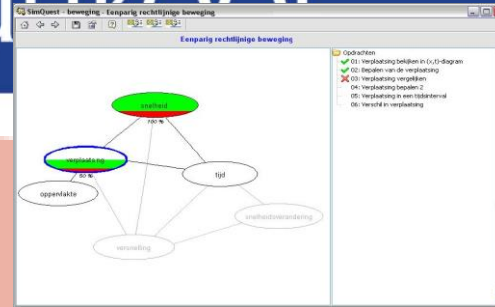 SimQuest - beweging - Eenparig rechtlijnige beweging
Eenparig rechtlijnige beweging
snelheid
100 %
verplaatsing
80 %
tijd
oppervlakte
snelheidsverandering
versnelling
Opdrachten
01: Verplaatsing bekijken in (x,t)-diagram
02: Bepalen van de verplaatsing
03: Verplaatsing vergelijken
04: Verplaatsing bepalen 2
05: Verplaatsing in een tijdsinterval
06: Verschil in verplaatsing